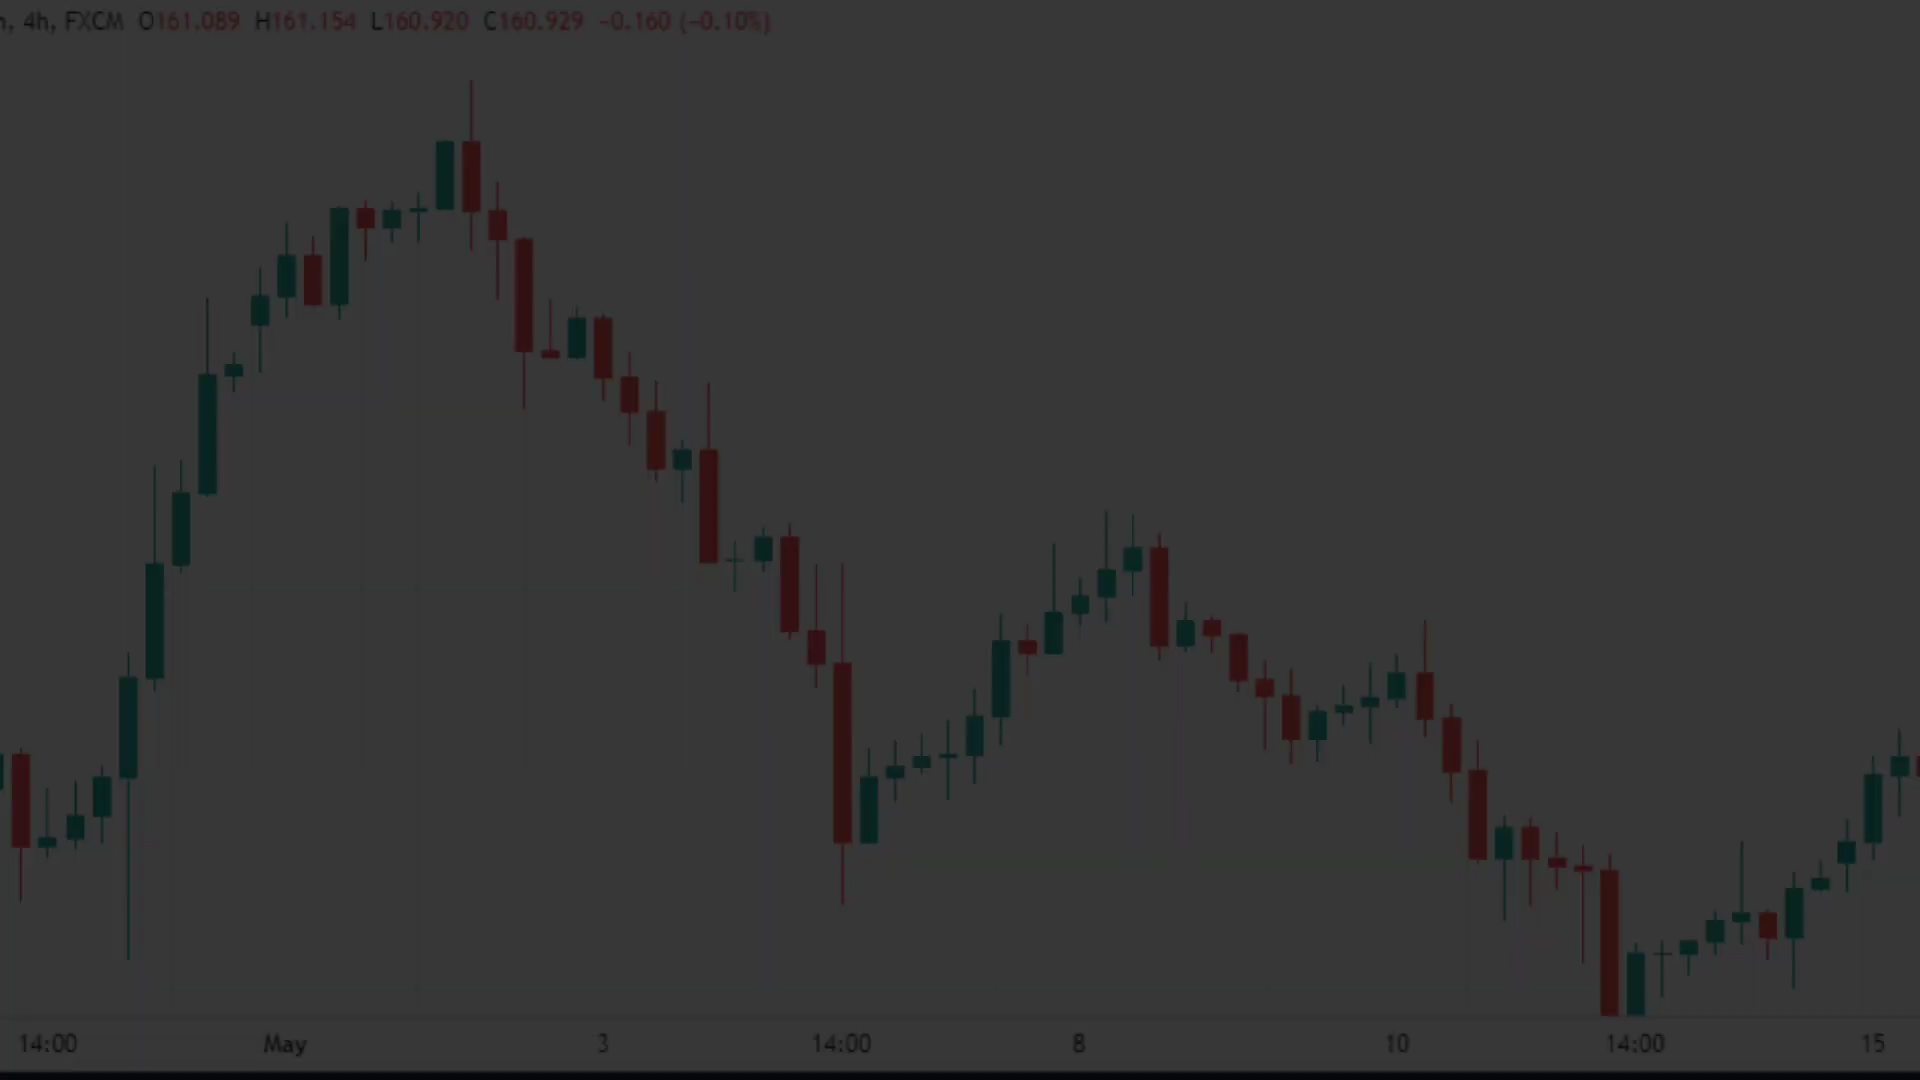 , 4h, FXCM O161.089 H161.154 L160.920 C160.929 −0.160 (−0.10%)
14:00 May 3 14:00 8 10 14:00 15